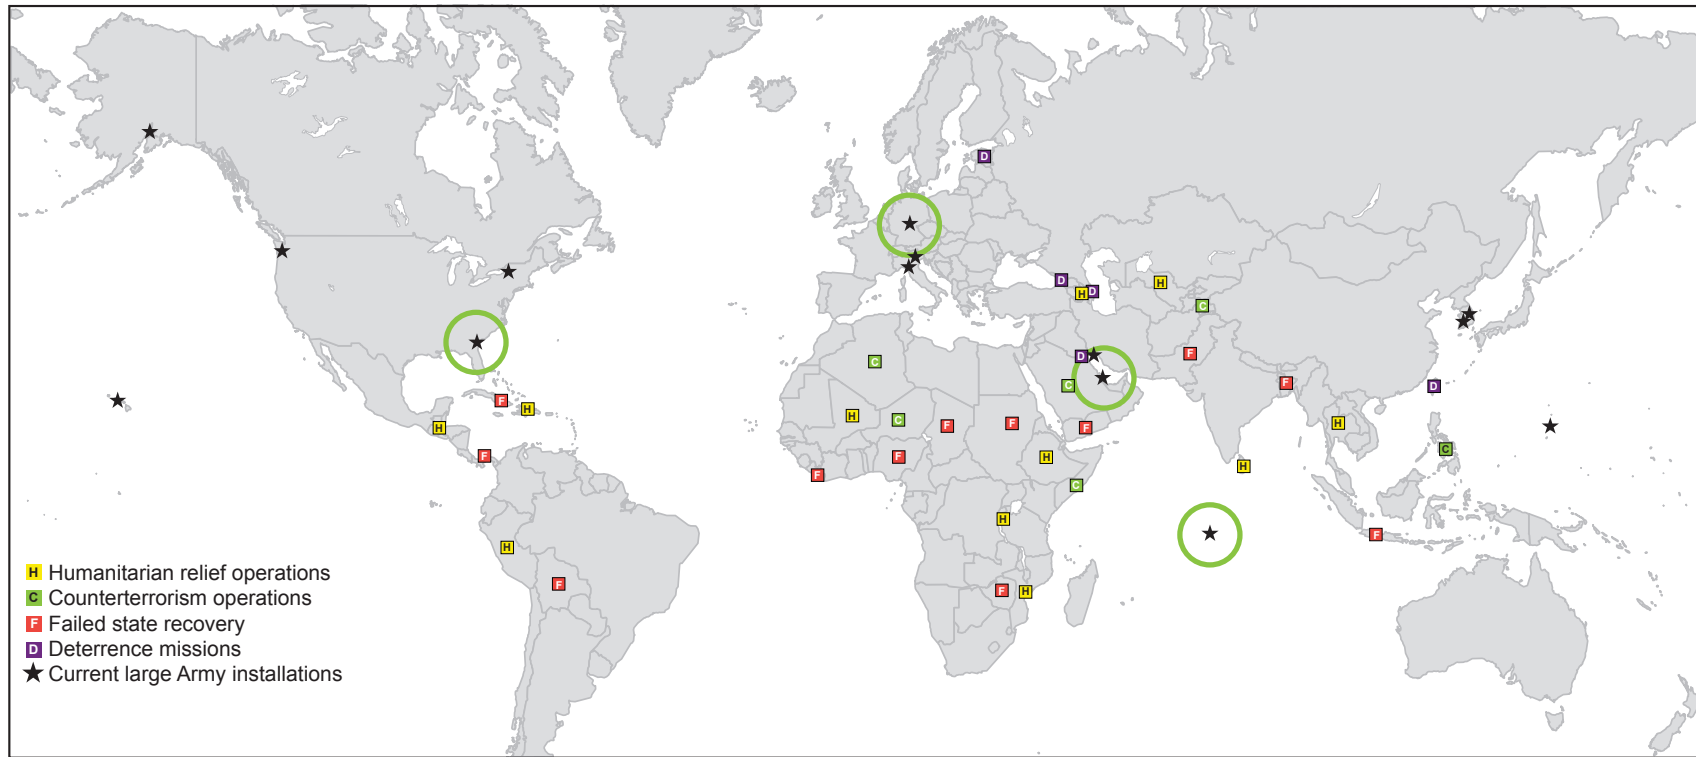 D
D
H
D
H
C
D
F
C
C
F
F
H
D
H
H
F
H
C
F
F
F
H
C
F
F
F
H
H
C
H
H
F
F
F
H
H Humanitarian relief operations
C Counterterrorism operations
F Failed state recovery
D Deterrence missions
Current large Army installations